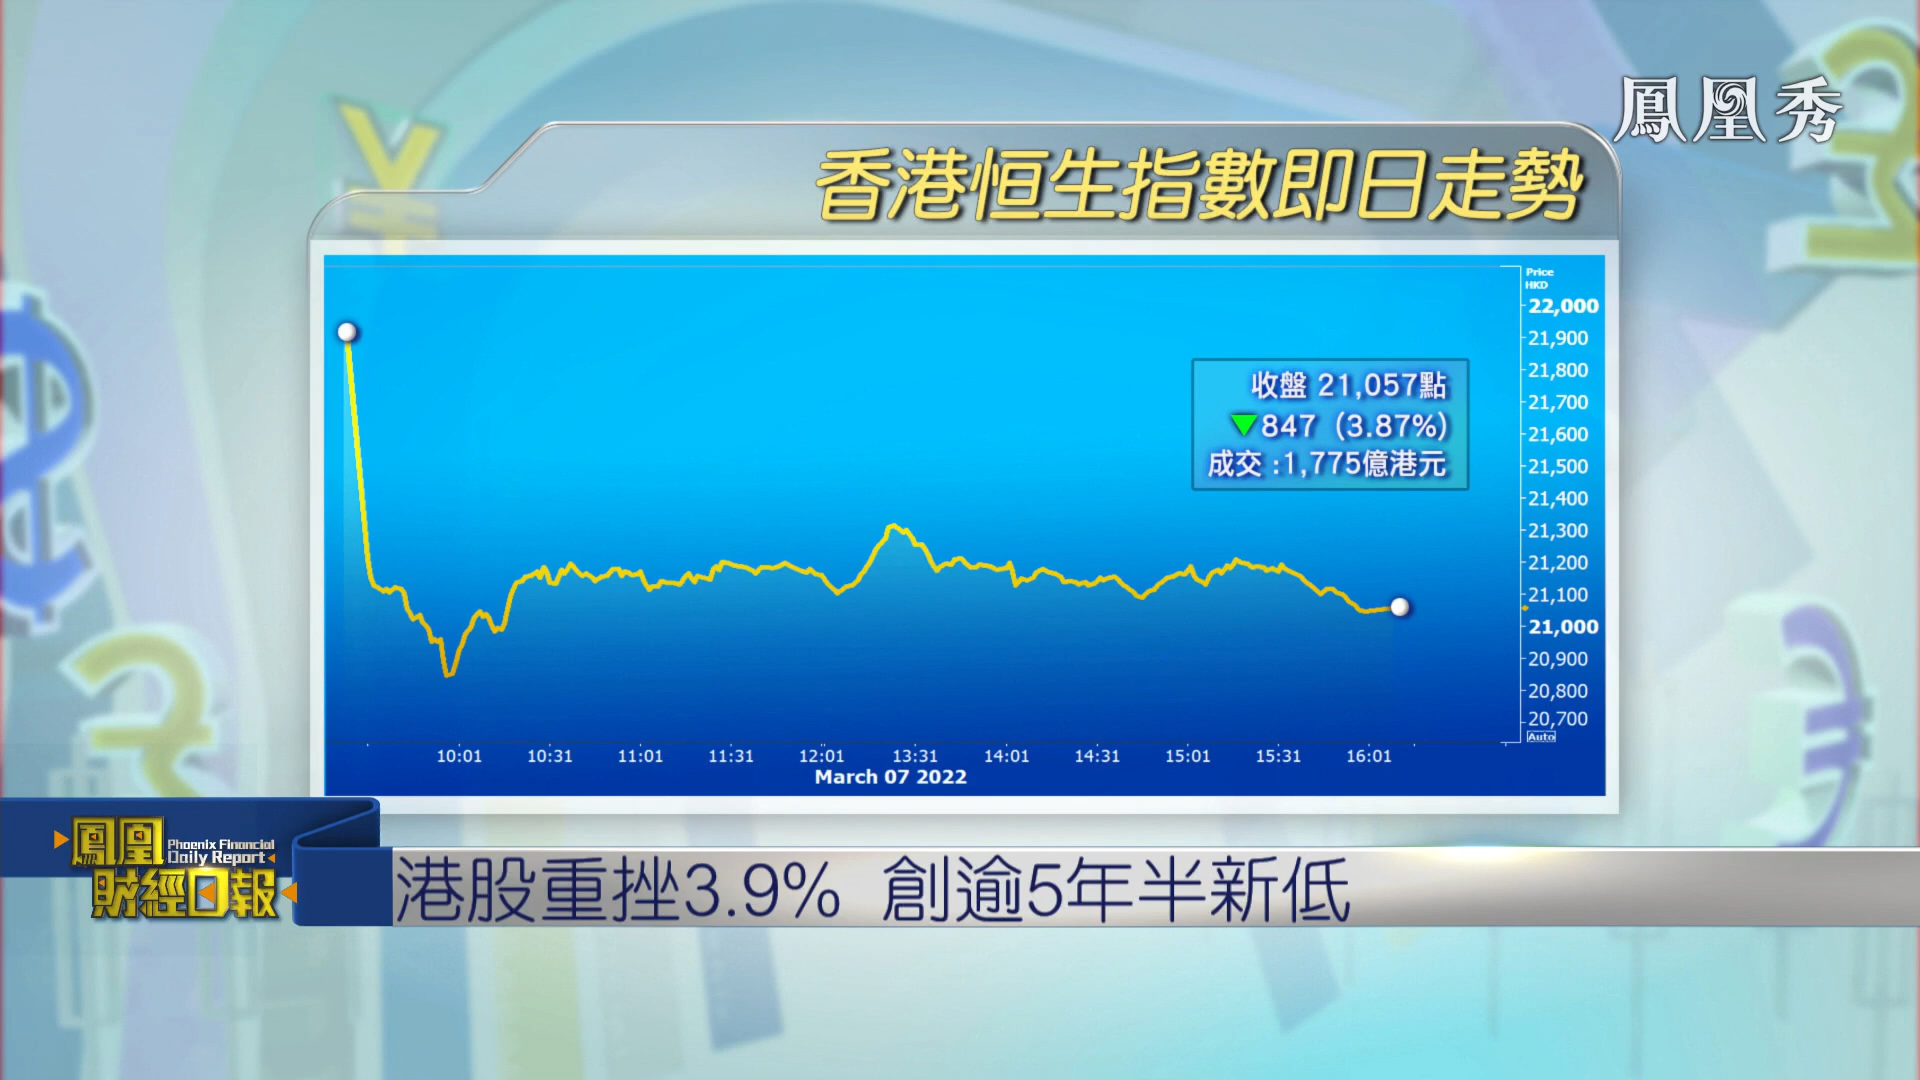 鳳凰秀
香港恒生指數即日走勢
Price
HKD
22,000
21,900
21,800
21,700
21,600
21,500
21,400
21,300
21,200
21,100
21,000
20,900
20,800
20,700
Auto
收盤 21,057點
▼847 (3.87%)
成交 :1,775億港元
10:01 10:31 11:01 11:31 12:01 13:31 14:01 14:31 15:01 15:31 16:01
March 07 2022
鳳凰 Phoenix Financial
Daily Report
財經日報
港股重挫3.9% 創逾5年半新低